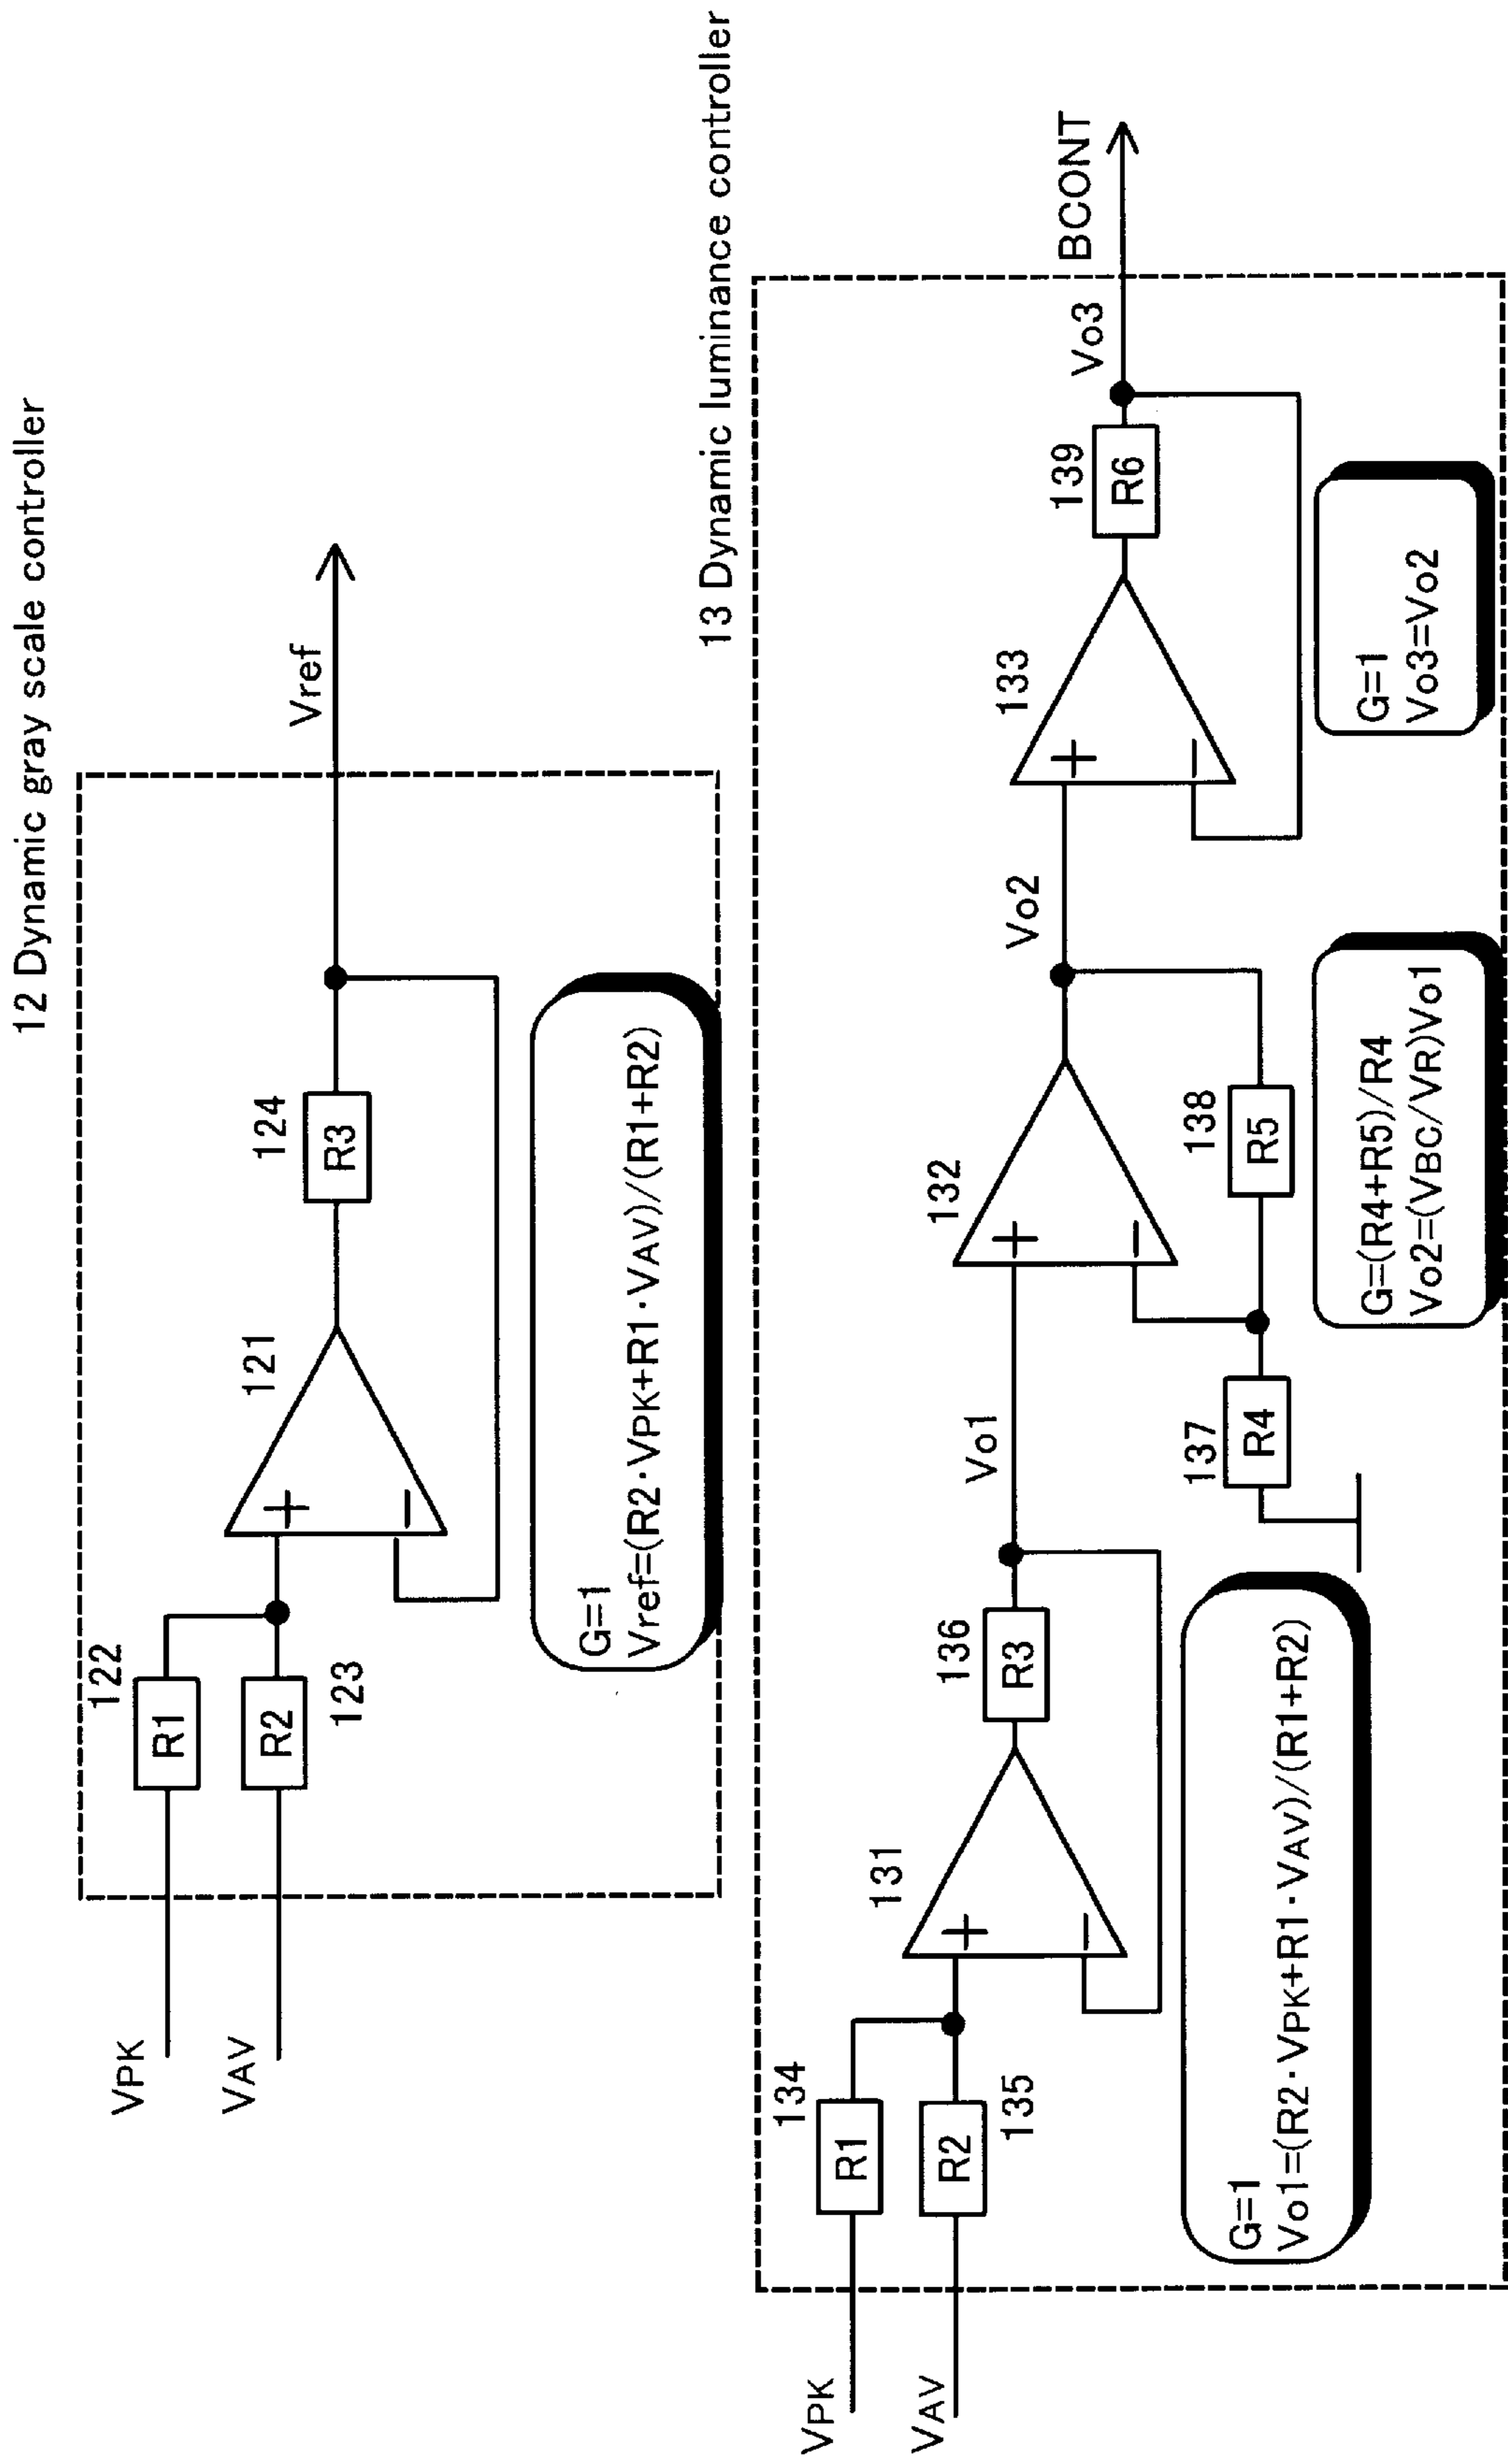 12 Dynamic gray scale controller
VPK
VAV
122
R1
R2
123
121
+
−
124
R3
Vref
G=1
Vref=(R2·VPK+R1·VAV)/(R1+R2)
13 Dynamic luminance controller
VPK
VAV
134
R1
R2
135
131
+
−
136
R3
Vo1
G=1
Vo1=(R2·VPK+R1·VAV)/(R1+R2)
132
+
−
137
R4
138
R5
Vo2
G=(R4+R5)/R4
Vo2=(VBC/VR)Vo1
133
+
−
139
R6
Vo3
BCONT
G=1
Vo3=Vo2